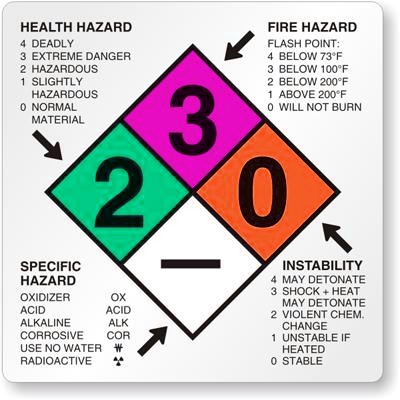 HEALTH HAZARD
4 DEADLY
3 EXTREME DANGER
2 HAZARDOUS
1 SLIGHTLY
HAZARDOUS
0 NORMAL
MATERIAL
FIRE HAZARD
FLASH POINT:
4 BELOW 73°F
3 BELOW 100°F
2 BELOW 200°F
1 ABOVE 200°F
0 WILL NOT BURN
3
2
0
—
SPECIFIC
HAZARD
OXIDIZER OX
ACID ACID
ALKALINE ALK
CORROSIVE COR
USE NO WATER W
RADIOACTIVE ☢
INSTABILITY
4 MAY DETONATE
3 SHOCK + HEAT
MAY DETONATE
2 VIOLENT CHEM.
CHANGE
1 UNSTABLE IF
HEATED
0 STABLE